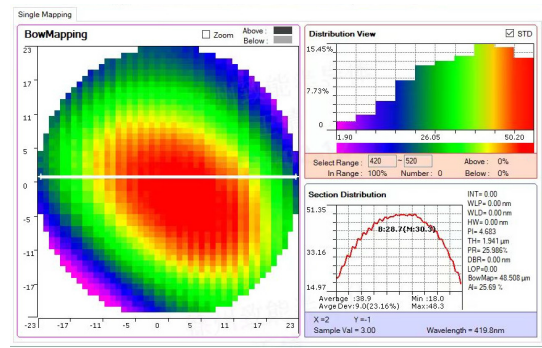 Single Mapping
BowMapping
Zoom
Above :
Below :
23
17
11
5
0
-5
-11
-17
-23 -17 -11 -5 0 5 11 17 23
Distribution View
STD
15.45%
7.73%
0
1.90 26.05 50.20
Select Range : 420 ~ 520 Above : 0%
In Range : 100% Number : 0 Below : 0%
Section Distribution
51.35
33.16
14.97
B:28.7(M:30.3)
Average :38.9 Min :18.0
Avge Dev:9.0(23.16%) Max:48.3
INT= 0.00
WLP= 0.00 nm
WLD= 0.00 nm
HW= 0.00 nm
PI= 4.683
TH= 1.941 μm
PR= 25.986%
DBR= 0.00 nm
LOP=0.00
BowMap= 48.508 μm
AI= 25.69 %
X =2 Y =-1
Sample Val = 3.00 Wavelength = 419.8nm